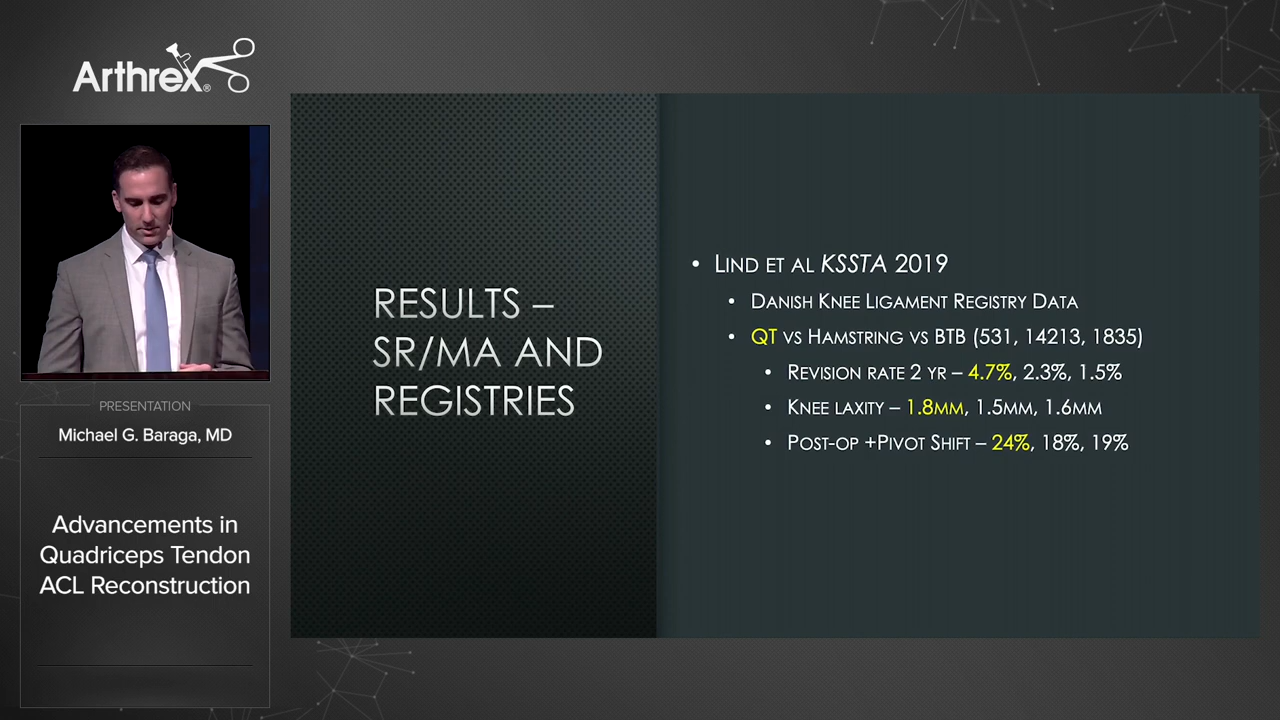 Arthrex®
PRESENTATION
Michael G. Baraga, MD
Advancements in
Quadriceps Tendon
ACL Reconstruction
RESULTS –
SR/MA AND
REGISTRIES
• LIND ET AL KSSTA 2019
• DANISH KNEE LIGAMENT REGISTRY DATA
• QT VS HAMSTRING VS BTB (531, 14213, 1835)
• REVISION RATE 2 YR – 4.7%, 2.3%, 1.5%
• KNEE LAXITY – 1.8MM, 1.5MM, 1.6MM
• POST-OP +PIVOT SHIFT – 24%, 18%, 19%